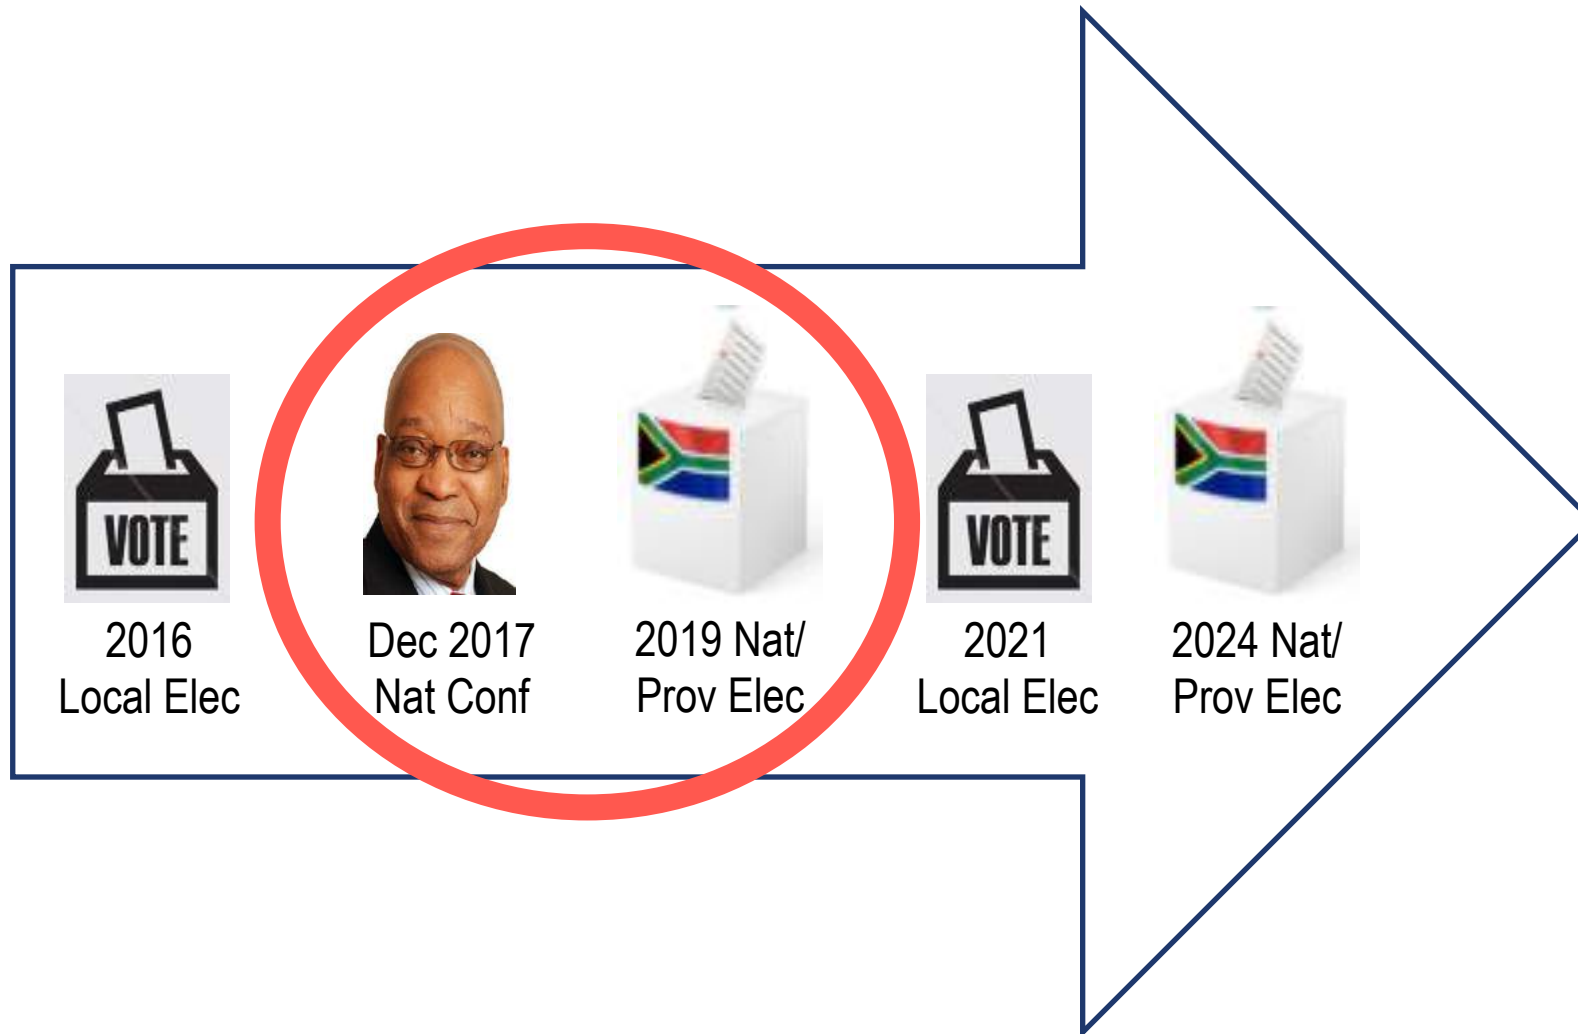 VOTE
2016
Local Elec
Dec 2017
Nat Conf
2019 Nat/
Prov Elec
VOTE
2021
Local Elec
2024 Nat/
Prov Elec